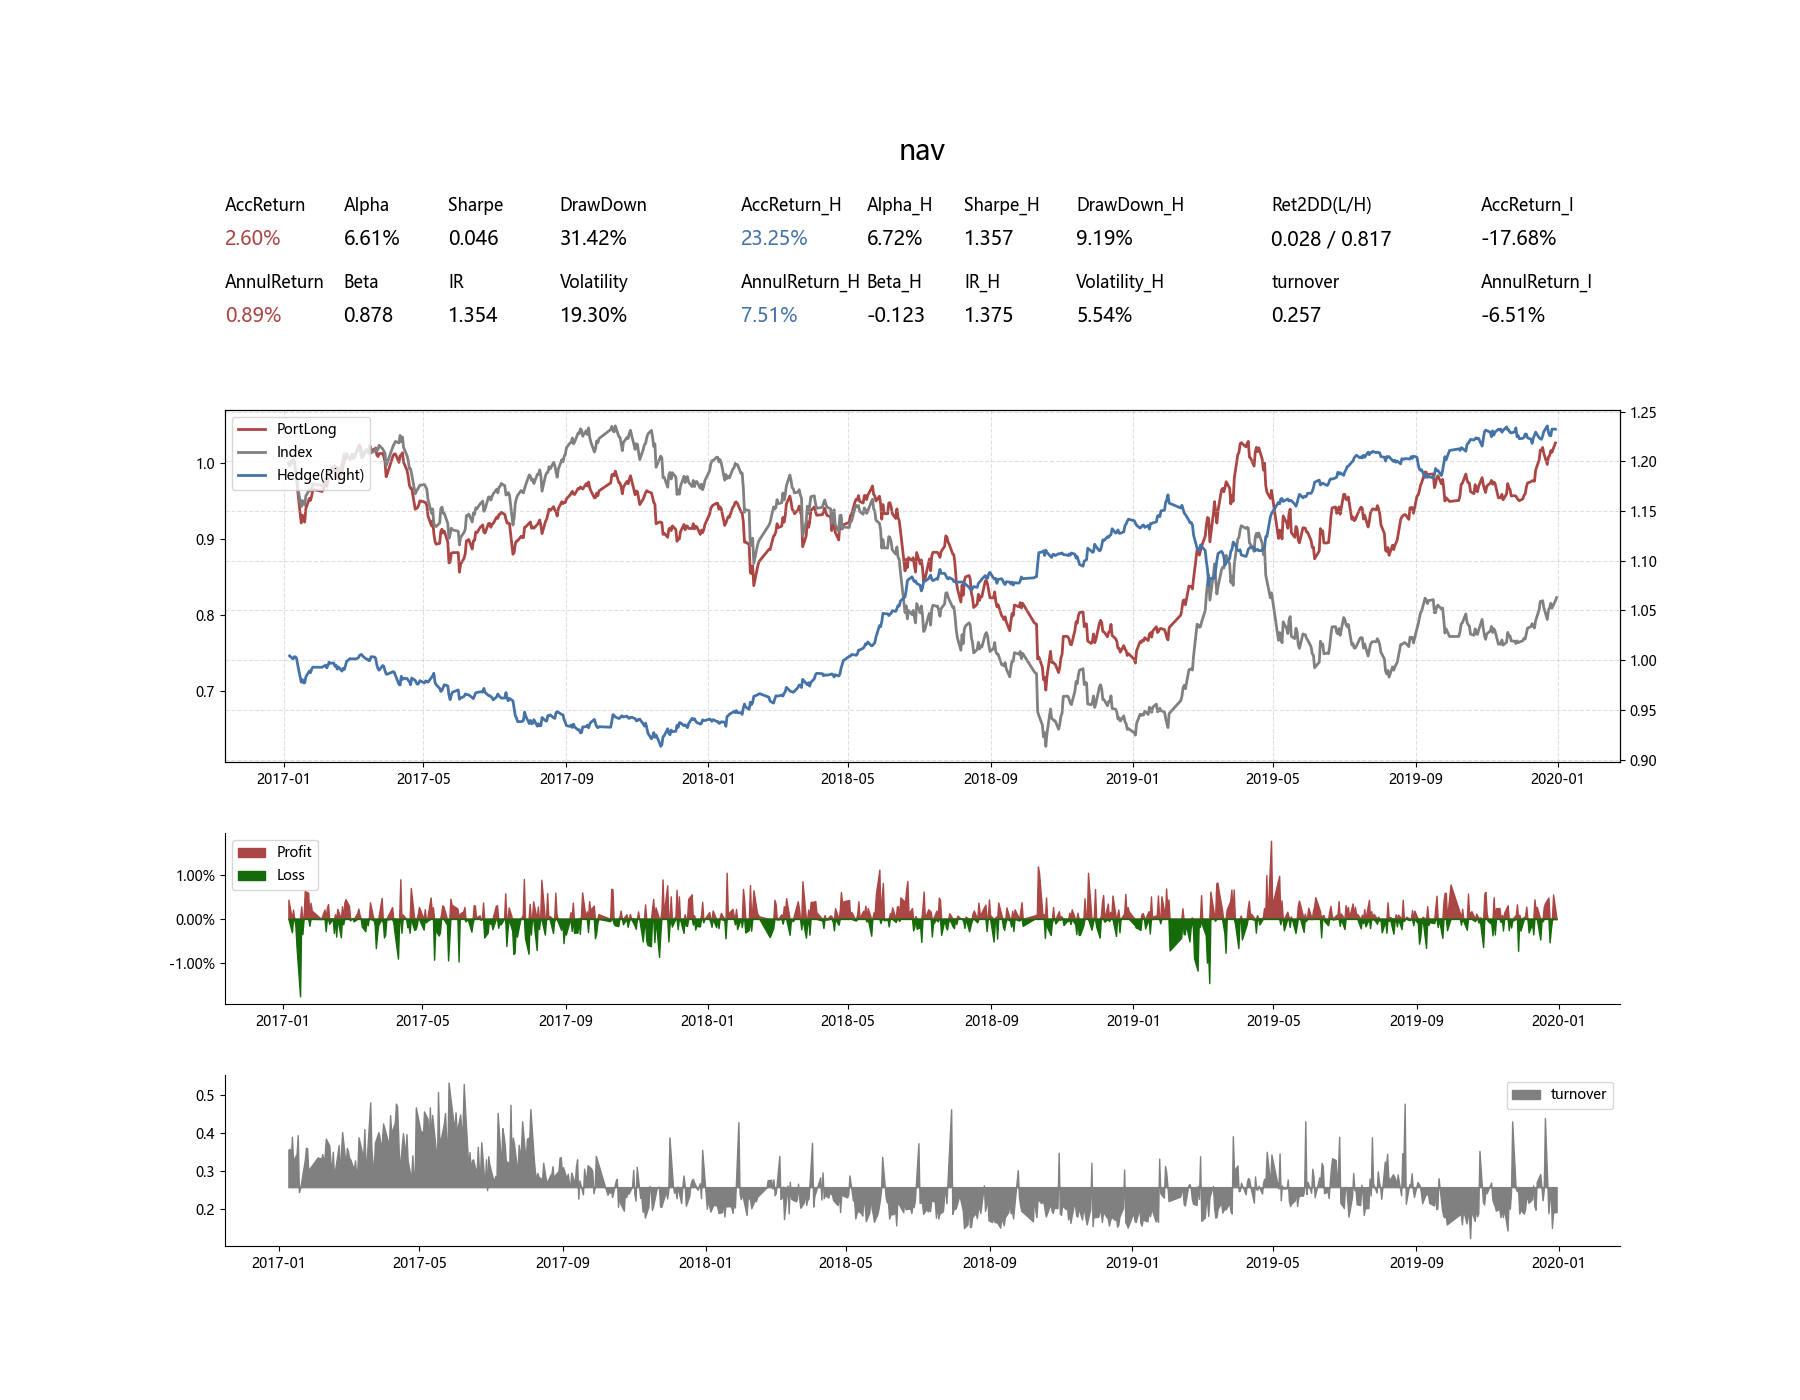 nav
AccReturn Alpha Sharpe DrawDown AccReturn_H Alpha_H Sharpe_H DrawDown_H Ret2DD(L/H) AccReturn_I
2.60% 6.61% 0.046 31.42% 23.25% 6.72% 1.357 9.19% 0.028 / 0.817 -17.68%
AnnulReturn Beta IR Volatility AnnulReturn_H Beta_H IR_H Volatility_H turnover AnnulReturn_I
0.89% 0.878 1.354 19.30% 7.51% -0.123 1.375 5.54% 0.257 -6.51%
1.25
PortLong
Index
1.0
1.20
Hedge(Right)
1.15
0.9
1.10
0.8
1.05
1.00
0.7
0.95
0.90
2017-01 2017-05 2017-09 2018-01 2018-05 2018-09 2019-01 2019-05 2019-09 2020-01
Profit
1.00% Loss
0.00%
-1.00%
2017-01 2017-05 2017-09 2018-01 2018-05 2018-09 2019-01 2019-05 2019-09 2020-01
0.5 turnover
0.4
0.3
0.2
2017-01 2017-05 2017-09 2018-01 2018-05 2018-09 2019-01 2019-05 2019-09 2020-01